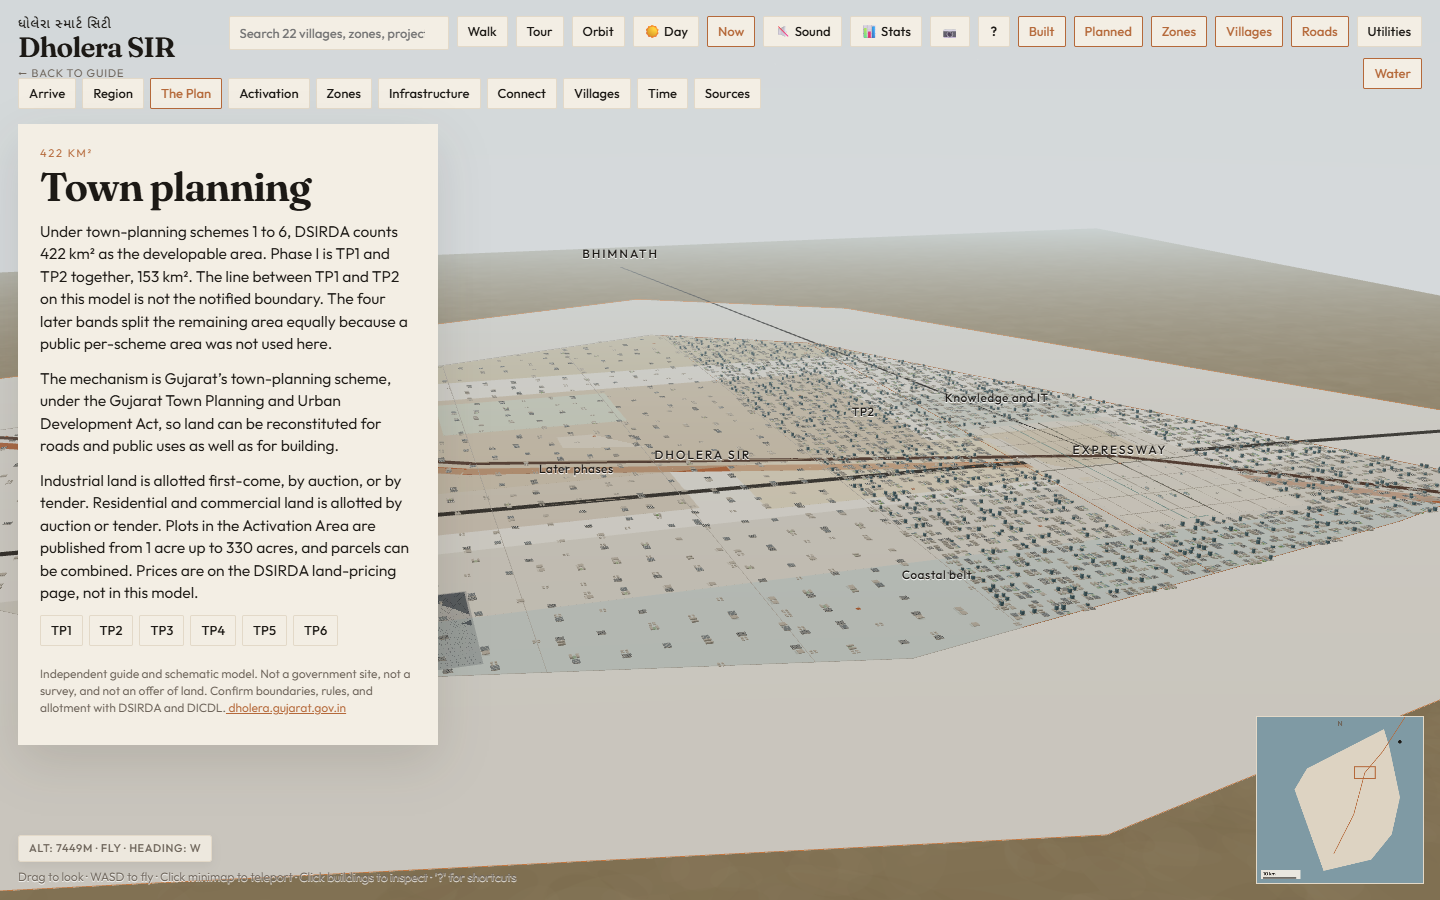 ધોલેરા સ્માર્ટ સિટી
Dholera SIR
← BACK TO GUIDE
Search 22 villages, zones, projec
Walk
Tour
Orbit
Day
Now
Sound
Stats
?
Built
Planned
Zones
Villages
Roads
Utilities
Water
Arrive
Region
The Plan
Activation
Zones
Infrastructure
Connect
Villages
Time
Sources
422 KM²
Town planning
Under town-planning schemes 1 to 6, DSIRDA counts
422 km² as the developable area. Phase I is TP1 and
TP2 together, 153 km². The line between TP1 and TP2
on this model is not the notified boundary. The four
later bands split the remaining area equally because a
public per-scheme area was not used here.
The mechanism is Gujarat’s town-planning scheme,
under the Gujarat Town Planning and Urban
Development Act, so land can be reconstituted for
roads and public uses as well as for building.
Industrial land is allotted first-come, by auction, or by
tender. Residential and commercial land is allotted by
auction or tender. Plots in the Activation Area are
published from 1 acre up to 330 acres, and parcels can
be combined. Prices are on the DSIRDA land-pricing
page, not in this model.
TP1
TP2
TP3
TP4
TP5
TP6
Independent guide and schematic model. Not a government site, not a
survey, and not an offer of land. Confirm boundaries, rules, and
allotment with DSIRDA and DICDL. dholera.gujarat.gov.in
BHIMNATH
Knowledge and IT
TP2
EXPRESSWAY
DHOLERA SIR
Later phases
Coastal belt
N
10 km
ALT: 7449M · FLY · HEADING: W
Drag to look · WASD to fly · Click minimap to teleport · Click buildings to inspect · '?' for shortcuts